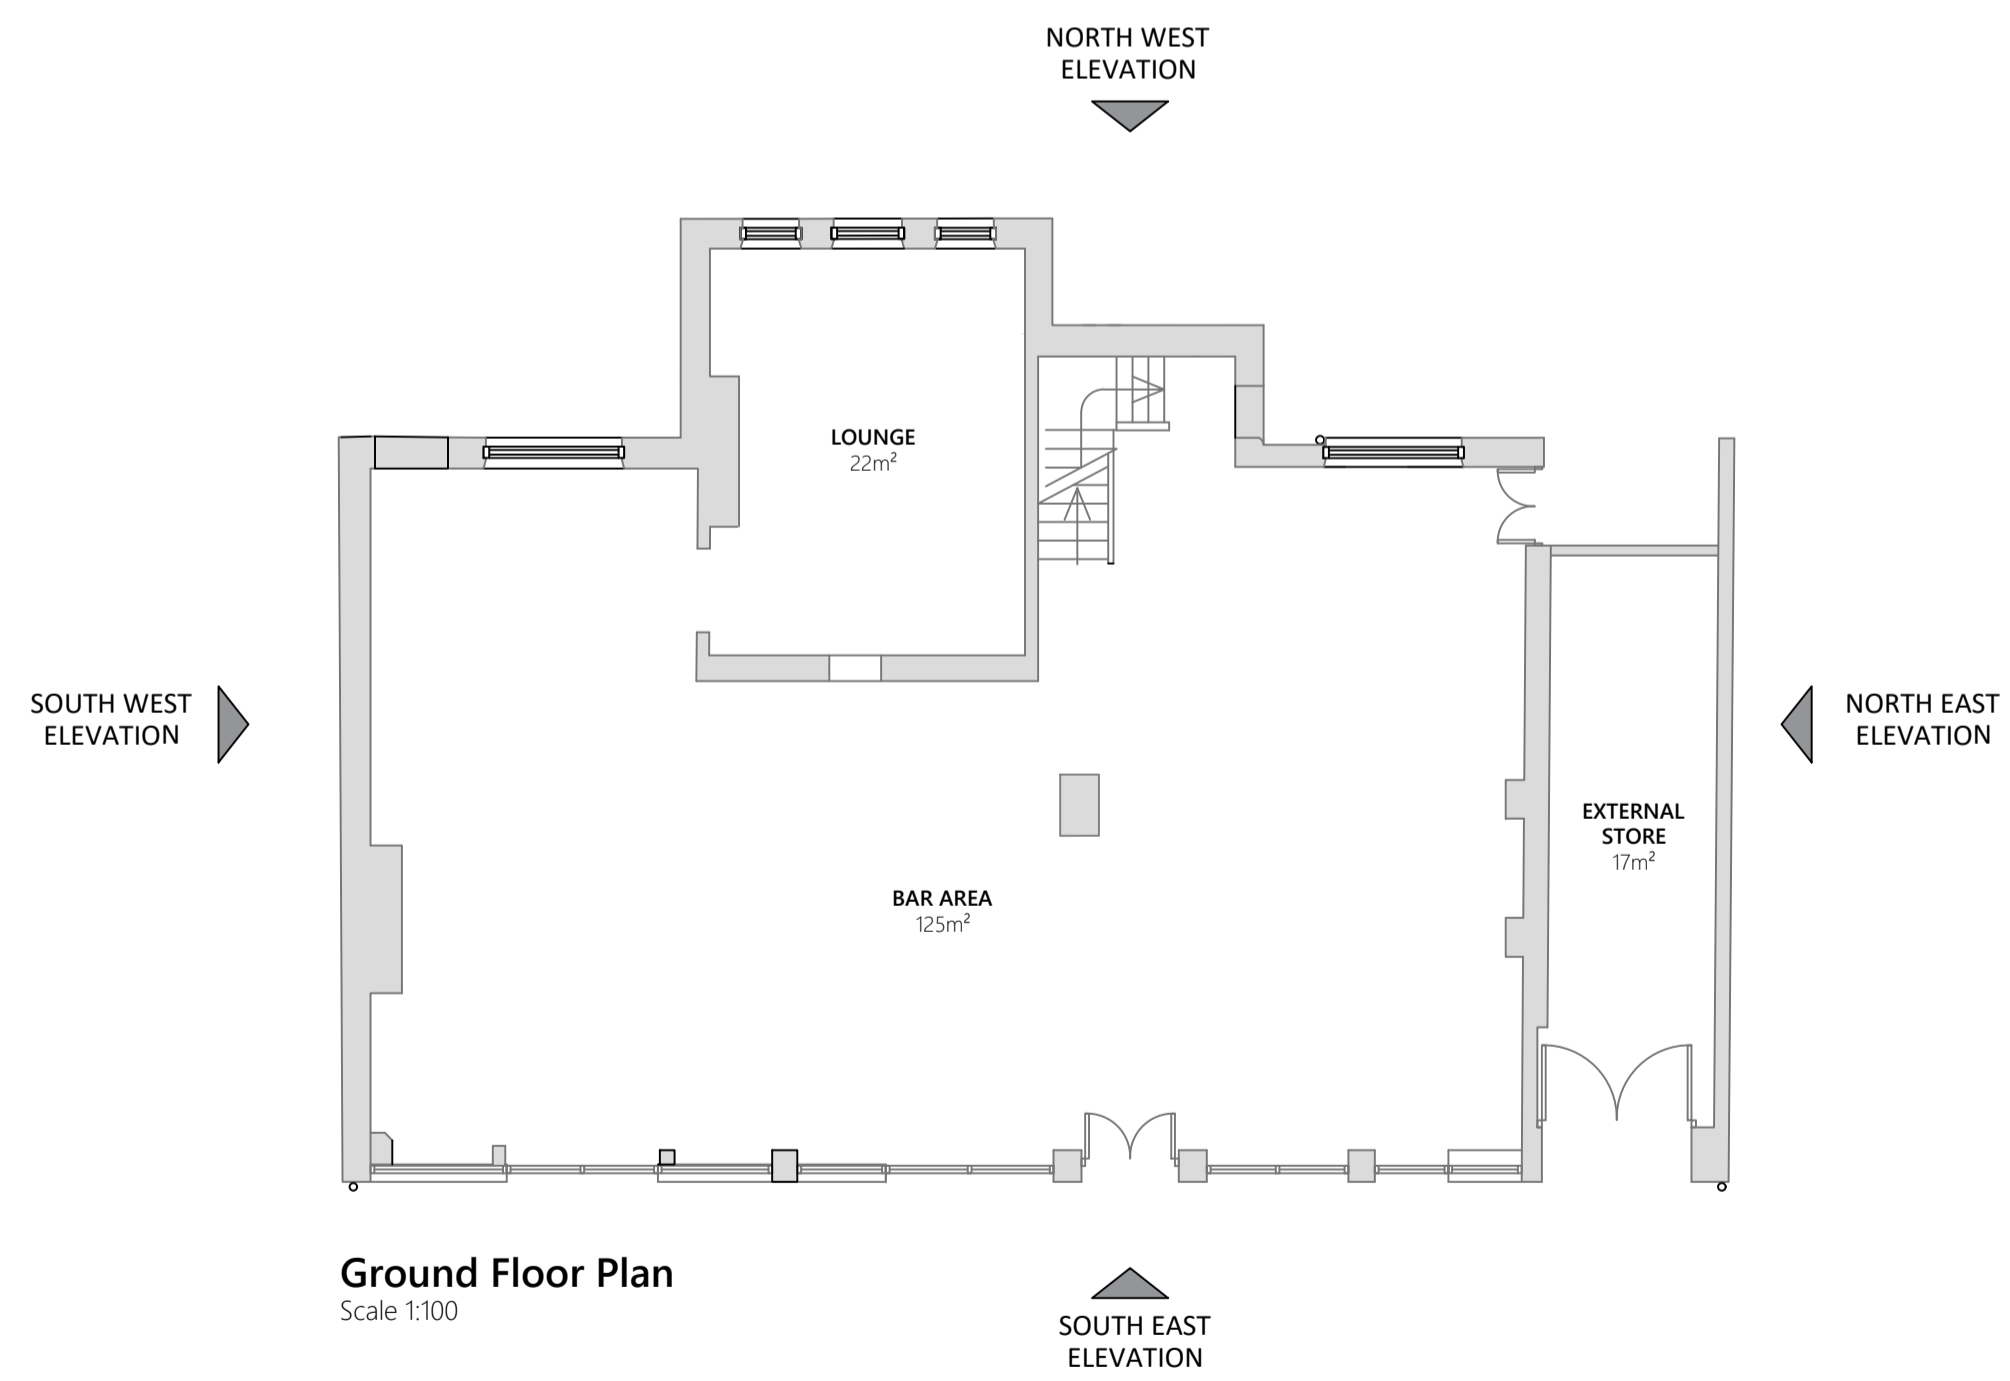 NORTH WEST
ELEVATION
LOUNGE
22m²
SOUTH WEST
ELEVATION
NORTH EAST
ELEVATION
EXTERNAL
STORE
17m²
BAR AREA
125m²
Ground Floor Plan
Scale 1:100
SOUTH EAST
ELEVATION